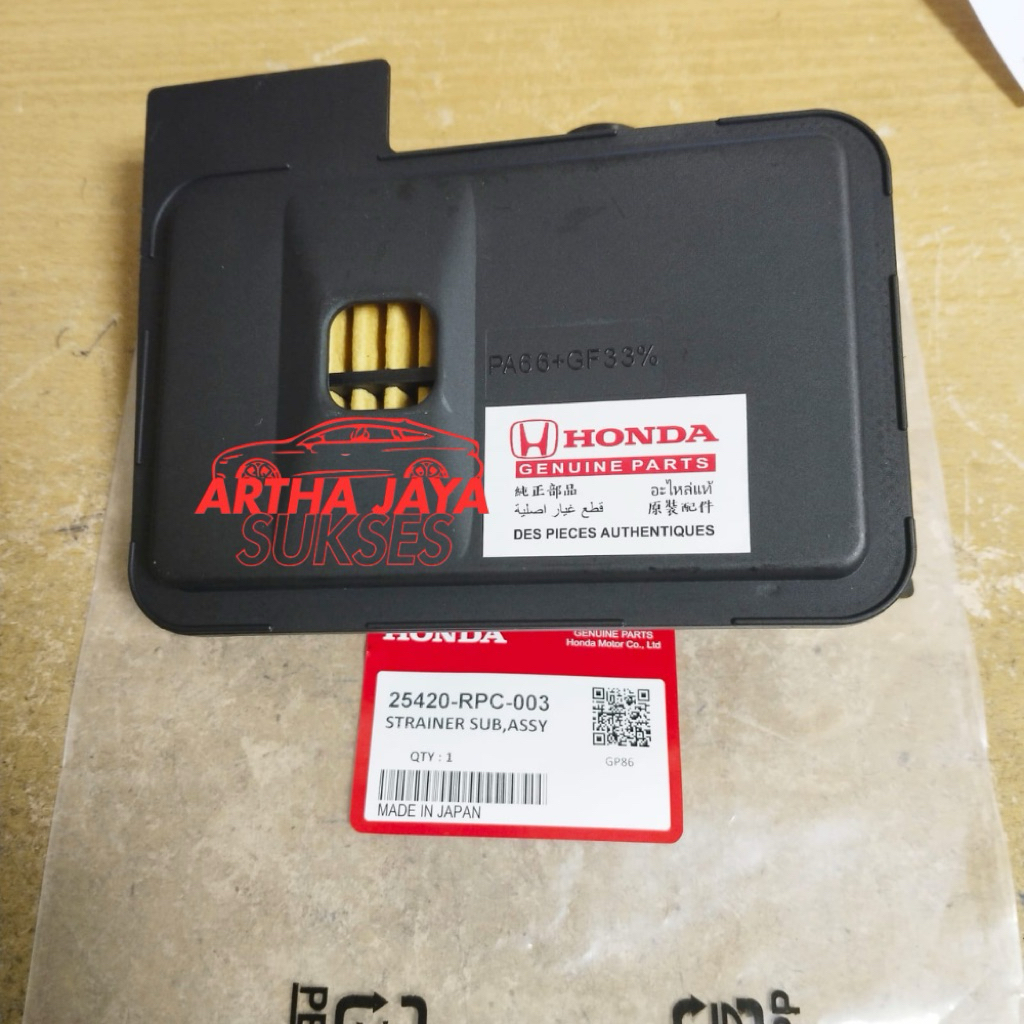 PA66+GF33%
HONDA
GENUINE PARTS
純正部品 อะไหล่แท้
قطع غيار اصلية 原装配件
DES PIECES AUTHENTIQUES
ARTHA JAYA
SUKSES
HONDA
GENUINE PARTS
Honda Motor Co., Ltd
25420-RPC-003
STRAINER SUB,ASSY
QTY : 1
GP86
MADE IN JAPAN